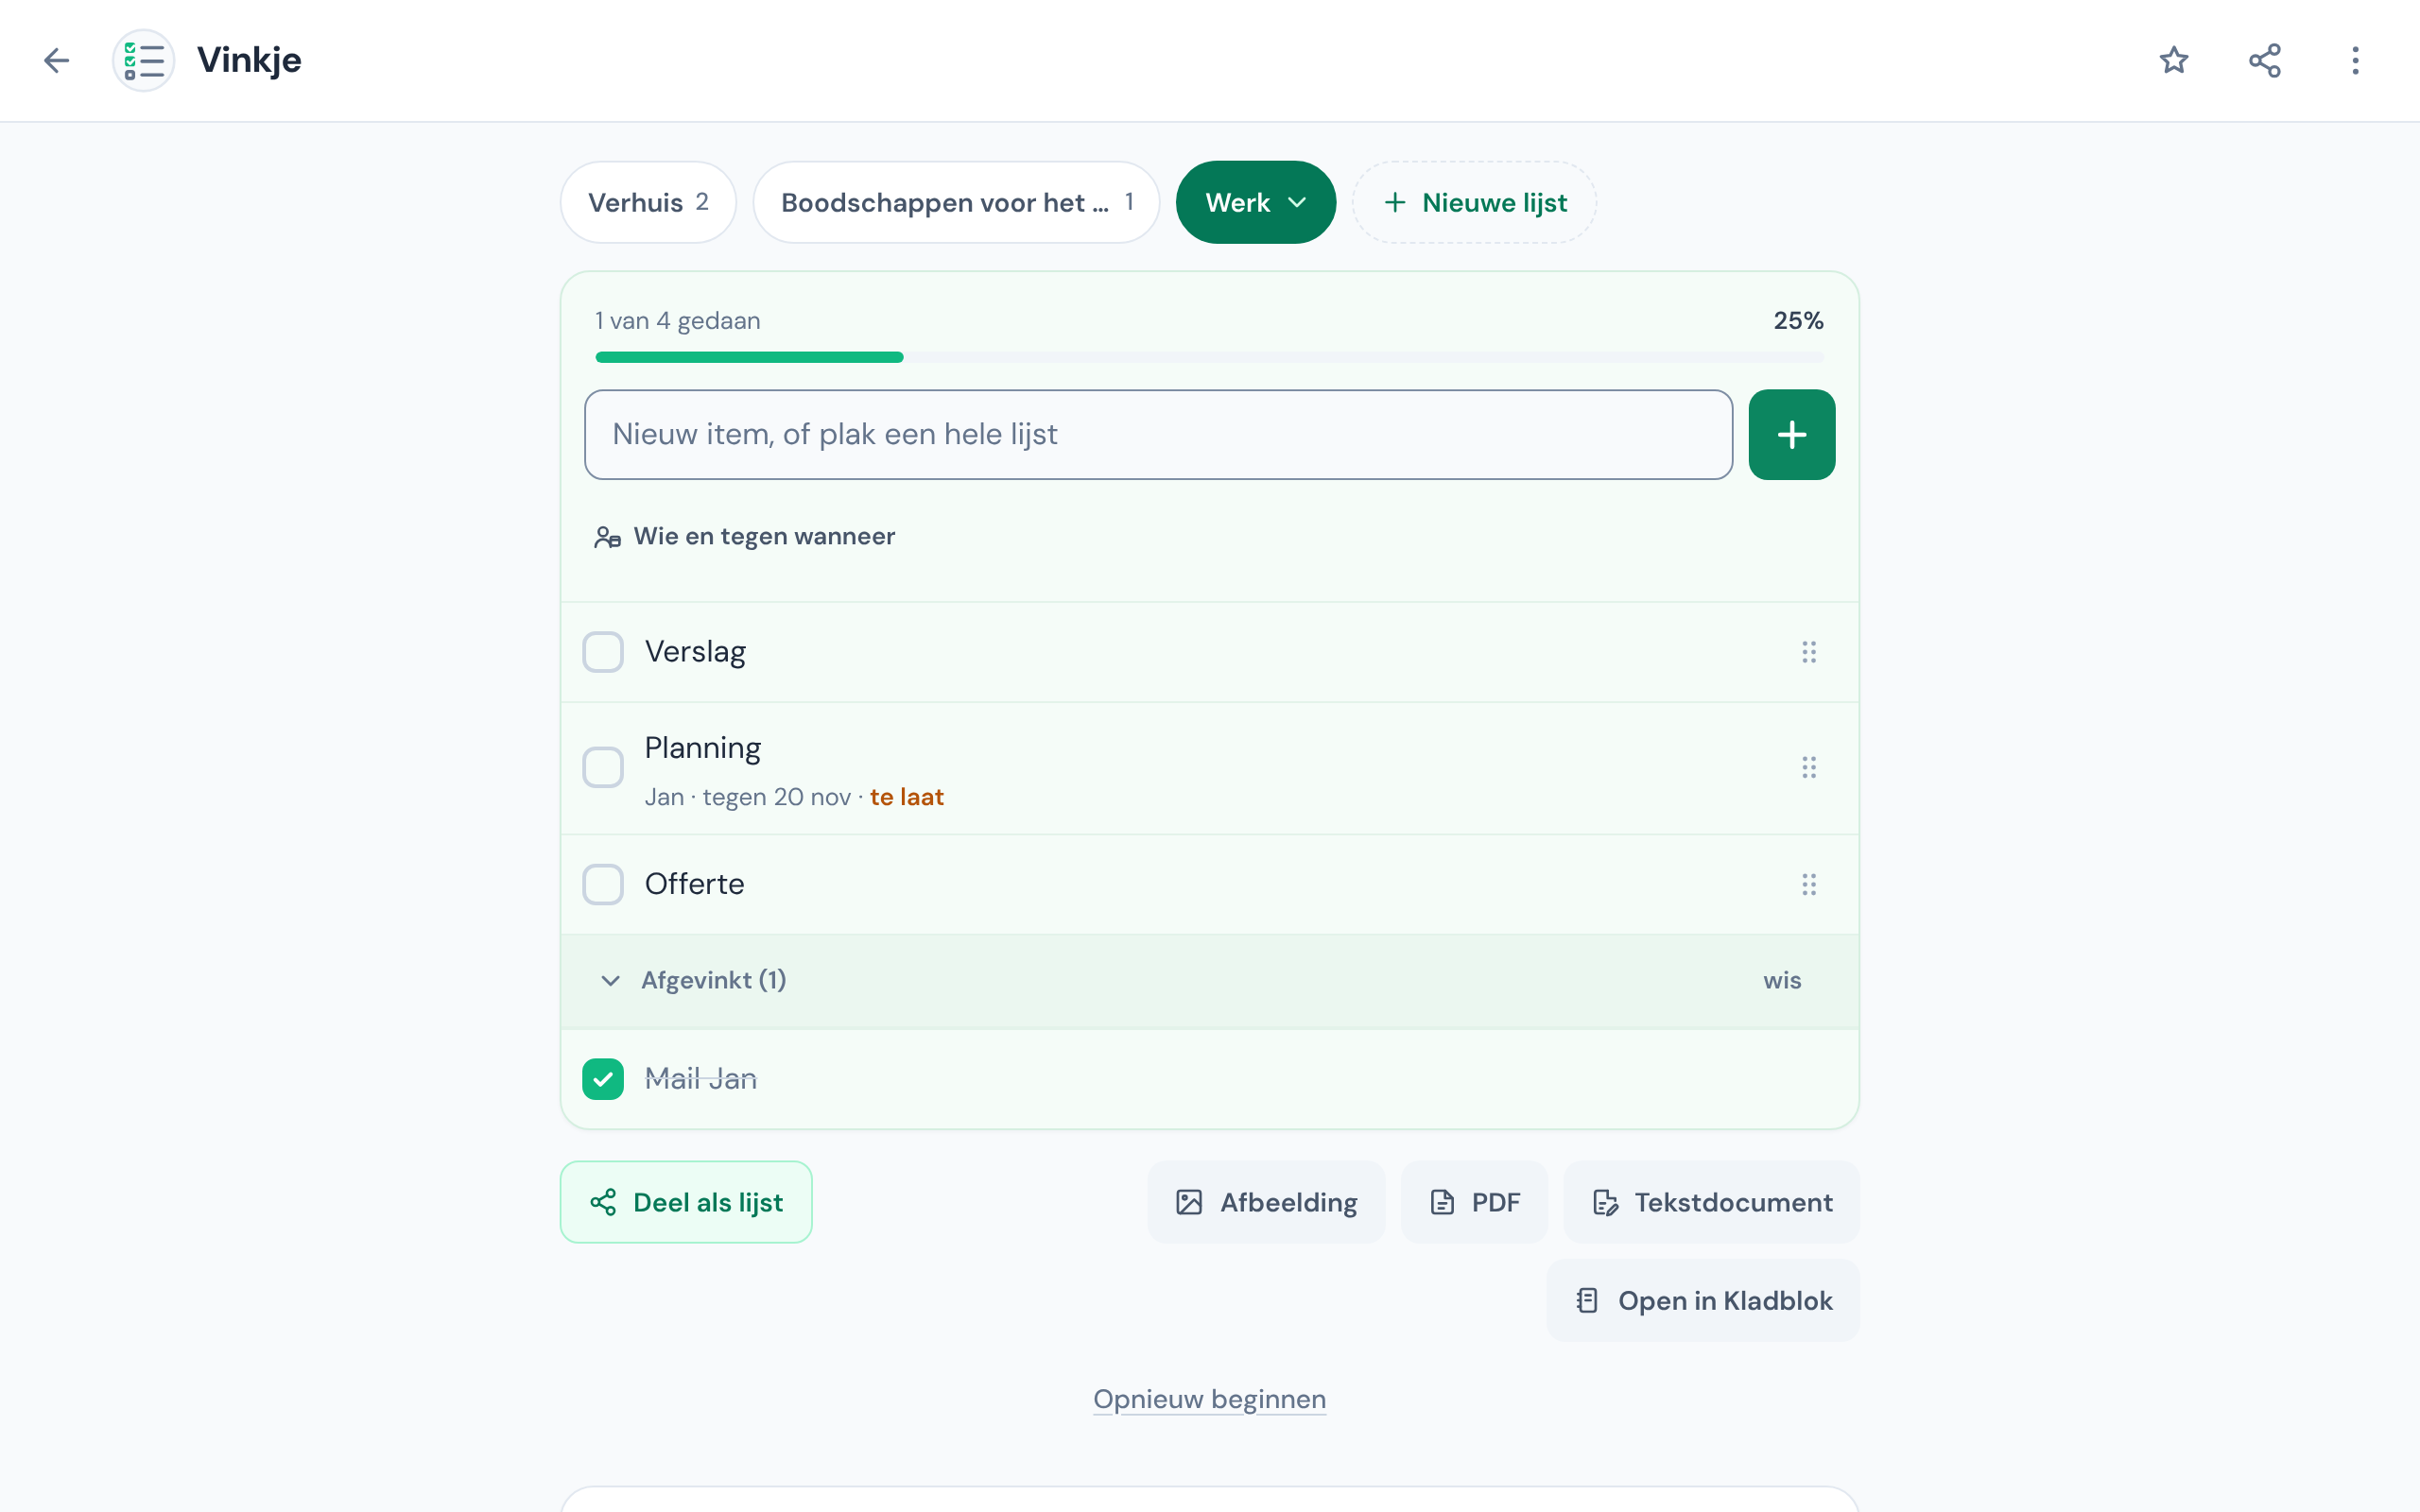 Vinkje
Verhuis 2
Boodschappen voor het ... 1
Werk
Nieuwe lijst
1 van 4 gedaan
25%
Nieuw item, of plak een hele lijst
Wie en tegen wanneer
Verslag
Planning
Jan · tegen 20 nov · te laat
Offerte
Afgevinkt (1)
wis
Mail Jan
Deel als lijst
Afbeelding
PDF
Tekstdocument
Open in Kladblok
Opnieuw beginnen